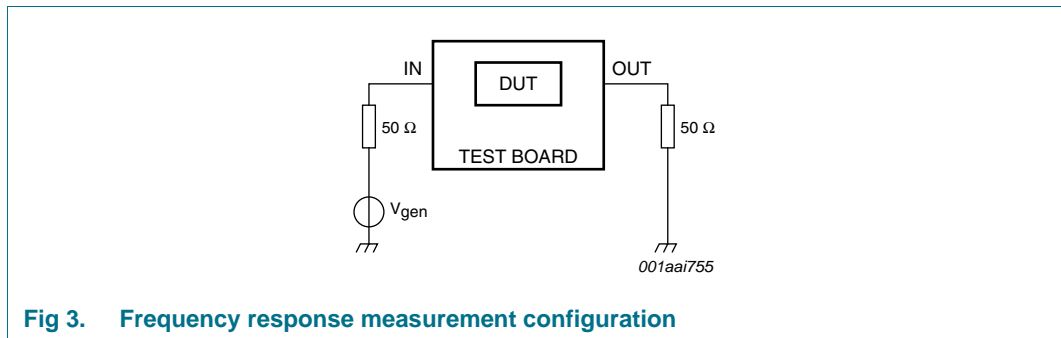 IN
OUT
DUT
50 Ω
50 Ω
TEST BOARD
Vgen
001aai755
Fig 3. Frequency response measurement configuration